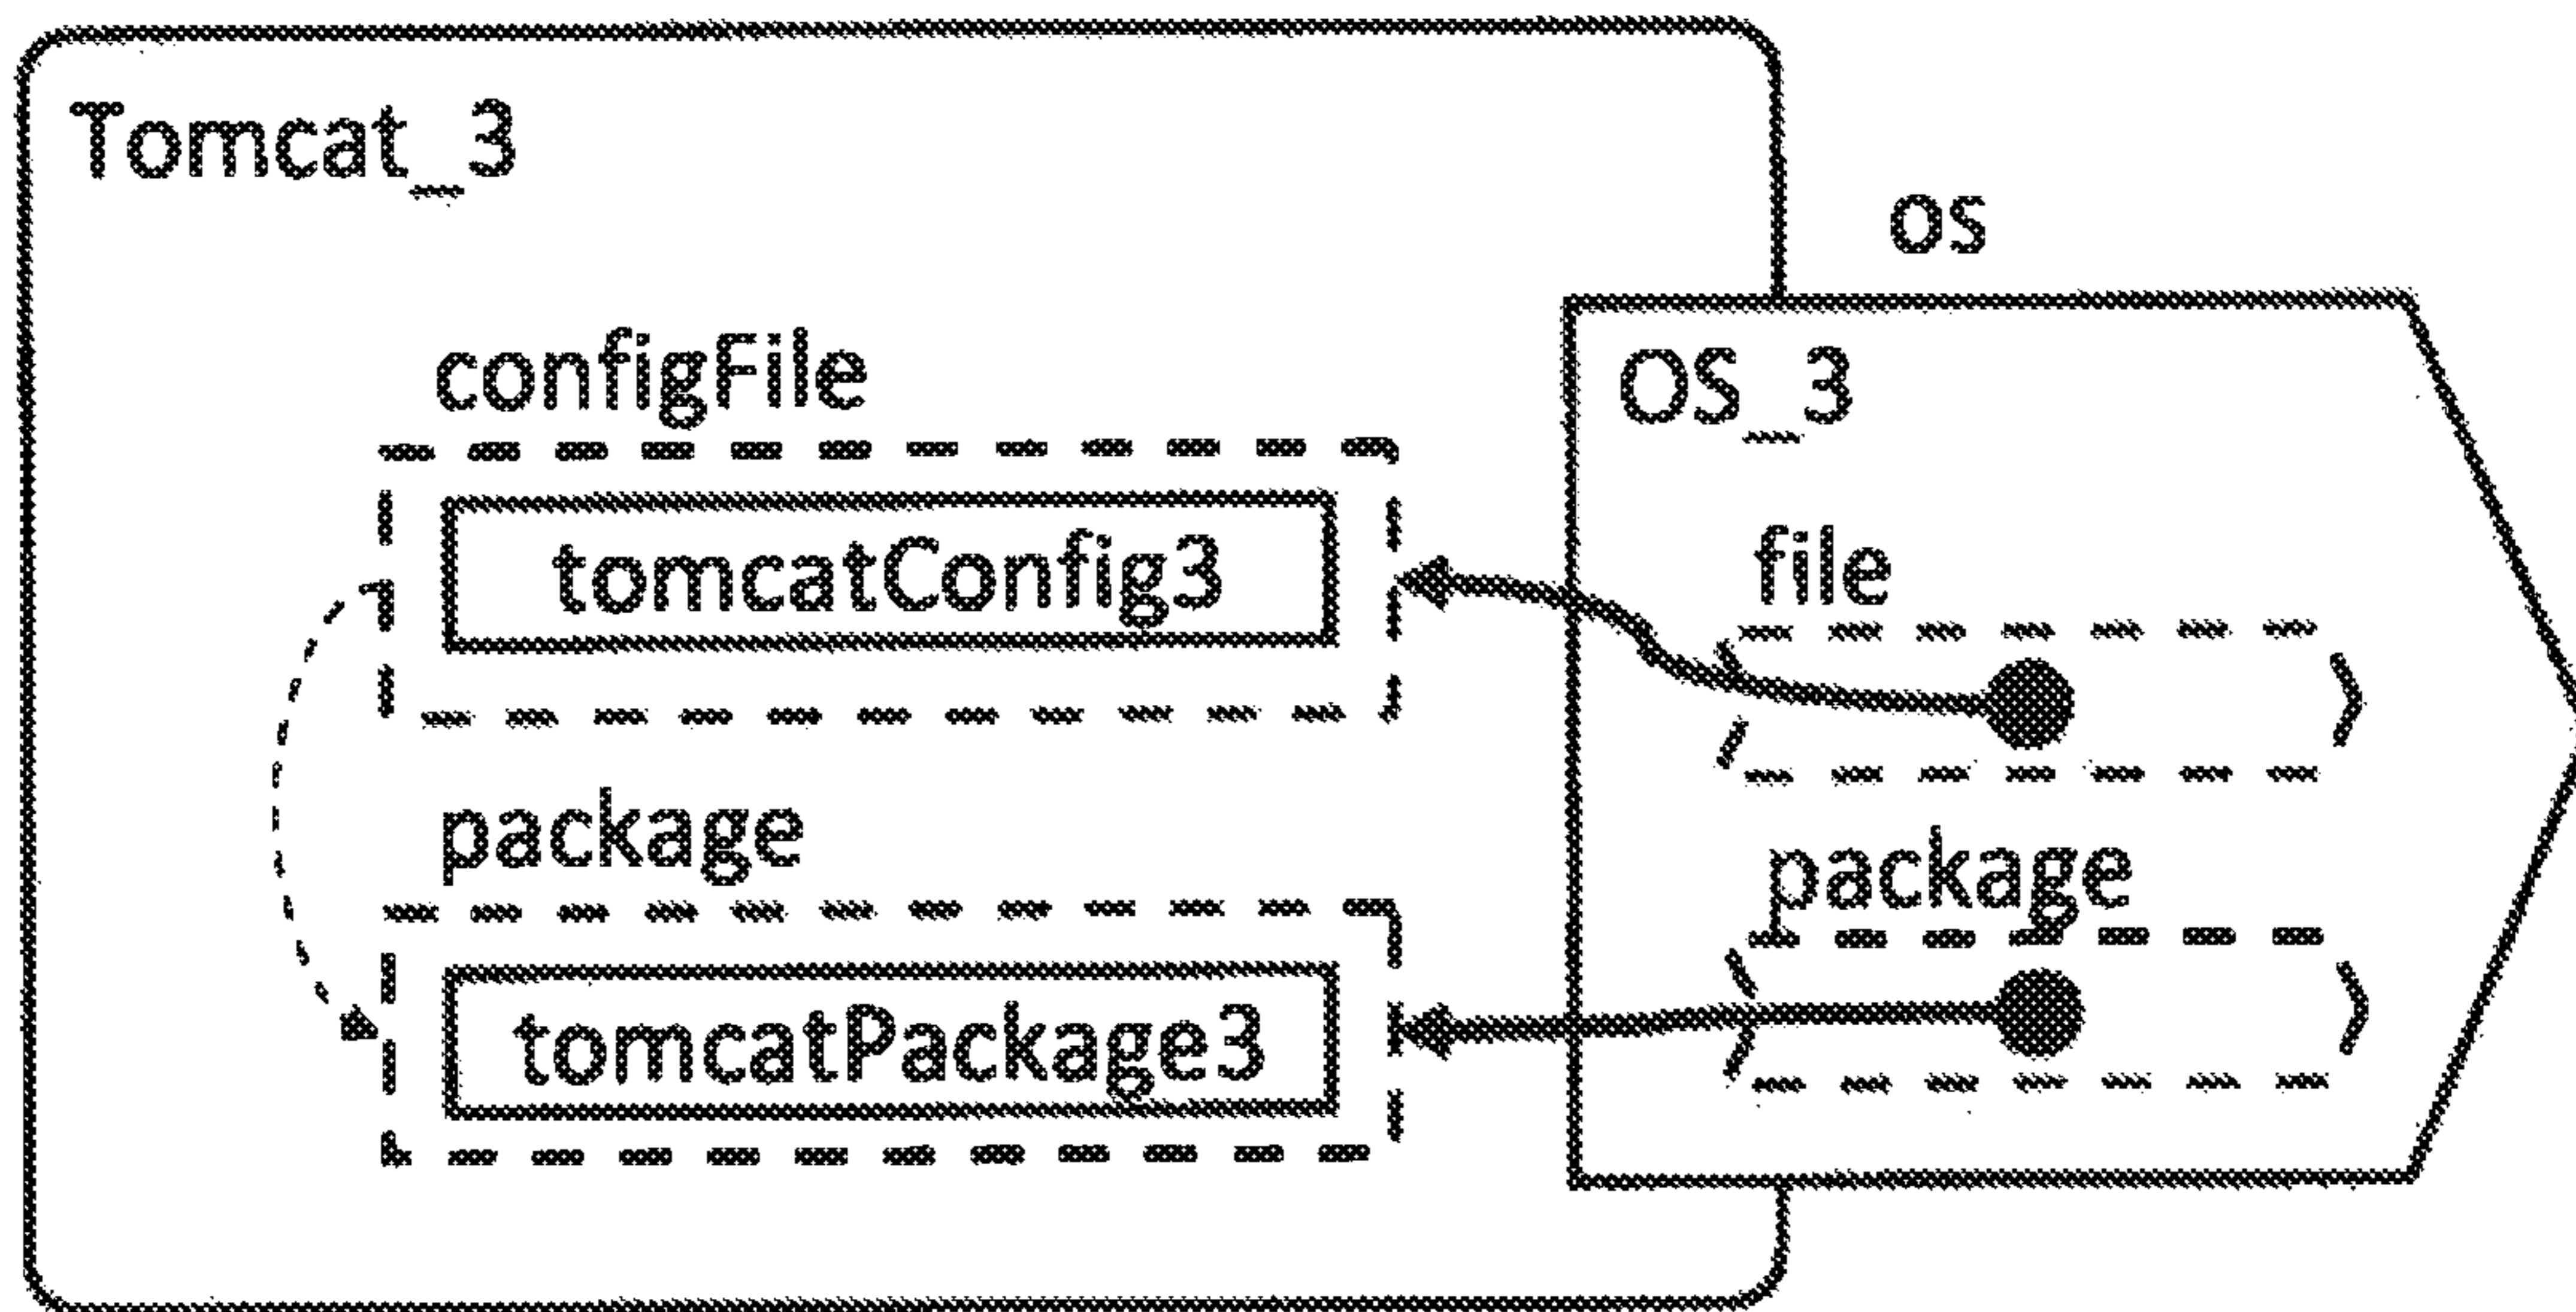 Tomcat_3
os
configFile
OS_3
tomcatConfig3
file
package
package
tomcatPackage3